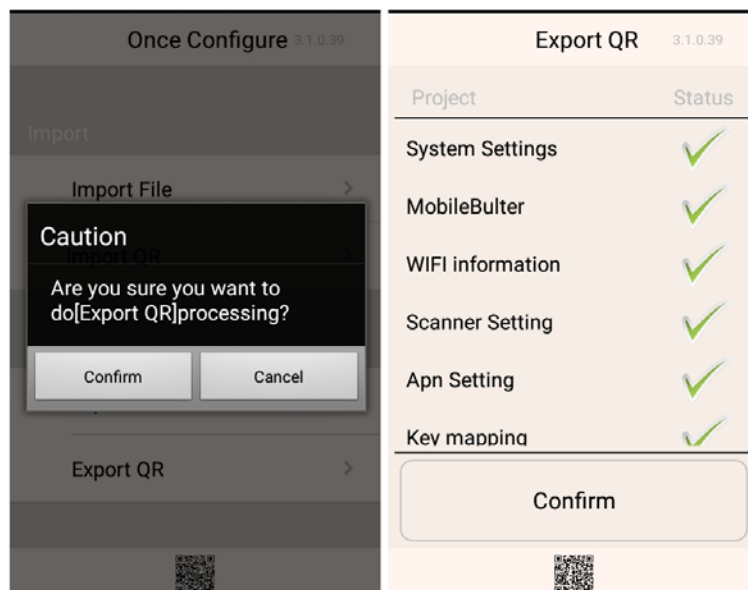 Once Configure 3.1.0.39
Import
Import File
Import QR
Caution
Are you sure you want to
do[Export QR]processing?
Confirm
Cancel
Export QR
Export QR 3.1.0.39
Project Status
System Settings
MobileBulter
WIFI information
Scanner Setting
Apn Setting
Key mapping
Confirm